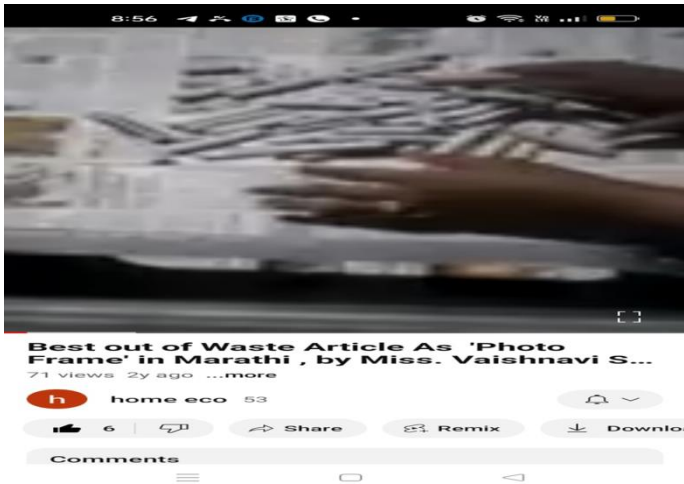 8:56
Best out of Waste Article As 'Photo
Frame' in Marathi , by Miss. Vaishnavi S...
71 views 2y ago ...more
h home eco 53
6 Share Remix Downlo
Comments